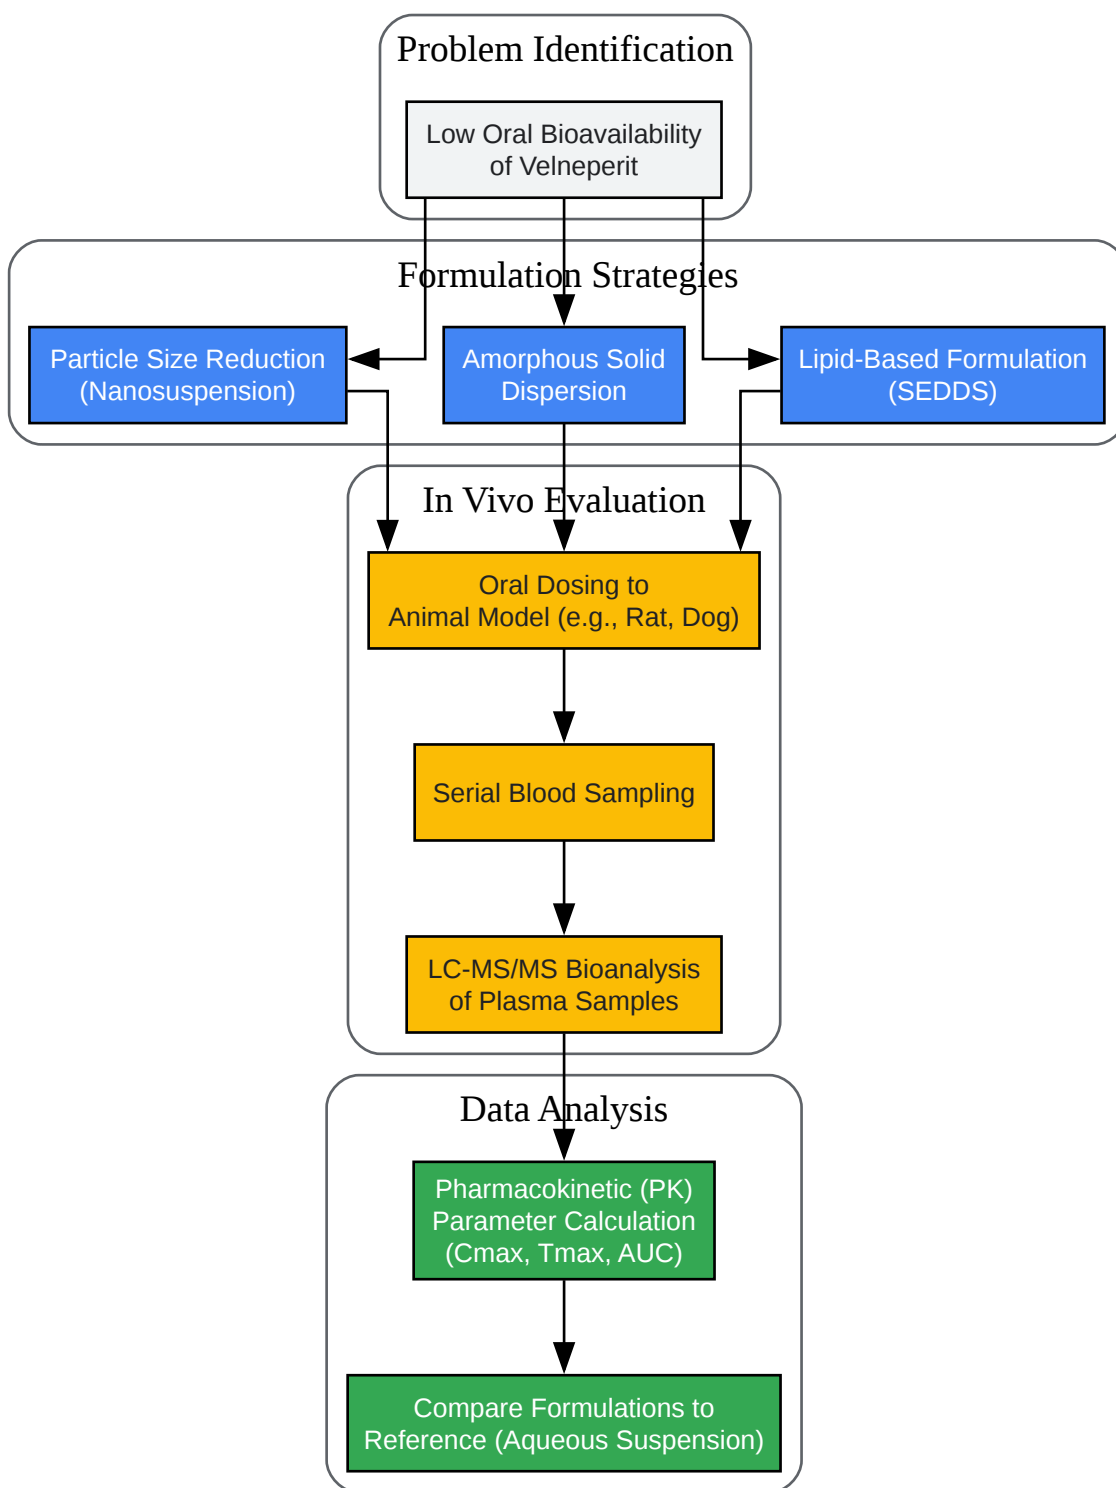 Problem Identification
Low Oral Bioavailability
of Velneperit
Formulation Strategies
Particle Size Reduction
(Nanosuspension)
Amorphous Solid
Dispersion
Lipid-Based Formulation
(SEDDS)
In Vivo Evaluation
Oral Dosing to
Animal Model (e.g., Rat, Dog)
Serial Blood Sampling
LC-MS/MS Bioanalysis
of Plasma Samples
Data Analysis
Pharmacokinetic (PK)
Parameter Calculation
(Cmax, Tmax, AUC)
Compare Formulations to
Reference (Aqueous Suspension)